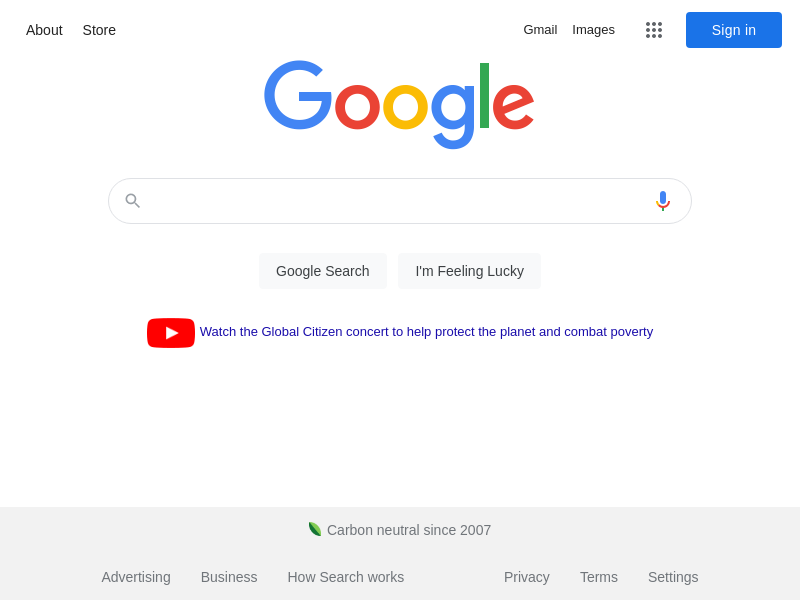 About Store Gmail Images Sign in
Google
Google Search I'm Feeling Lucky
Watch the Global Citizen concert to help protect the planet and combat poverty
Carbon neutral since 2007
Advertising Business How Search works Privacy Terms Settings